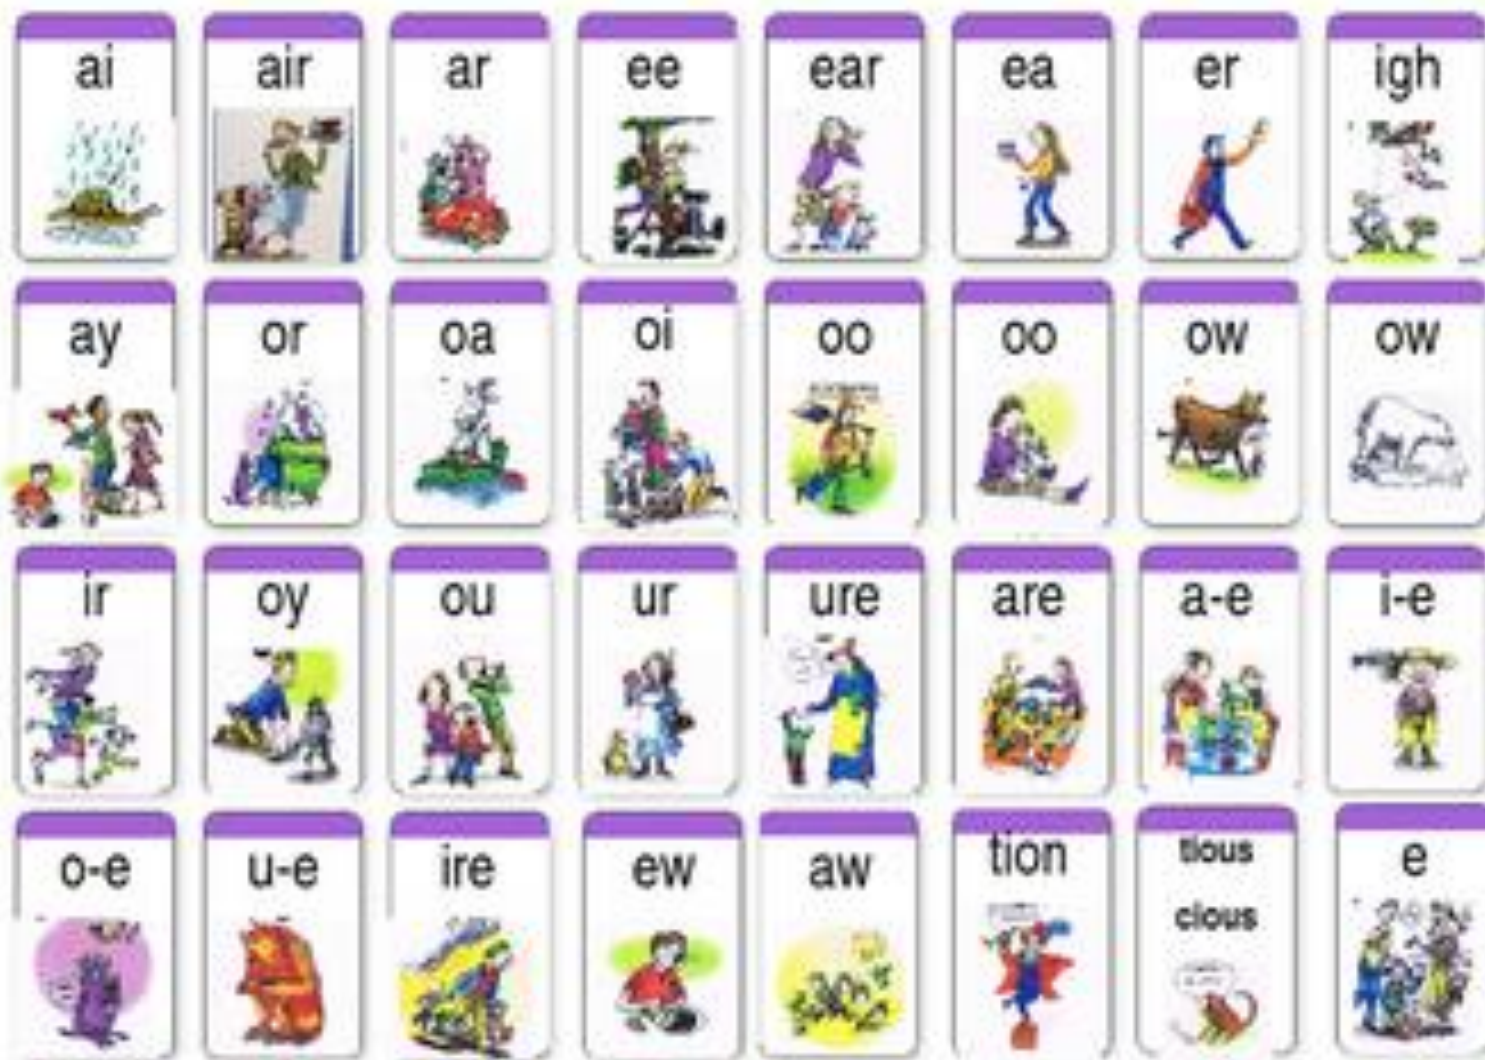 ai air ar ee ear ea er igh
ay or oa oi oo oo ow ow
ir oy ou ur ure are a-e i-e
o-e u-e ire ew aw tion tious e
cious